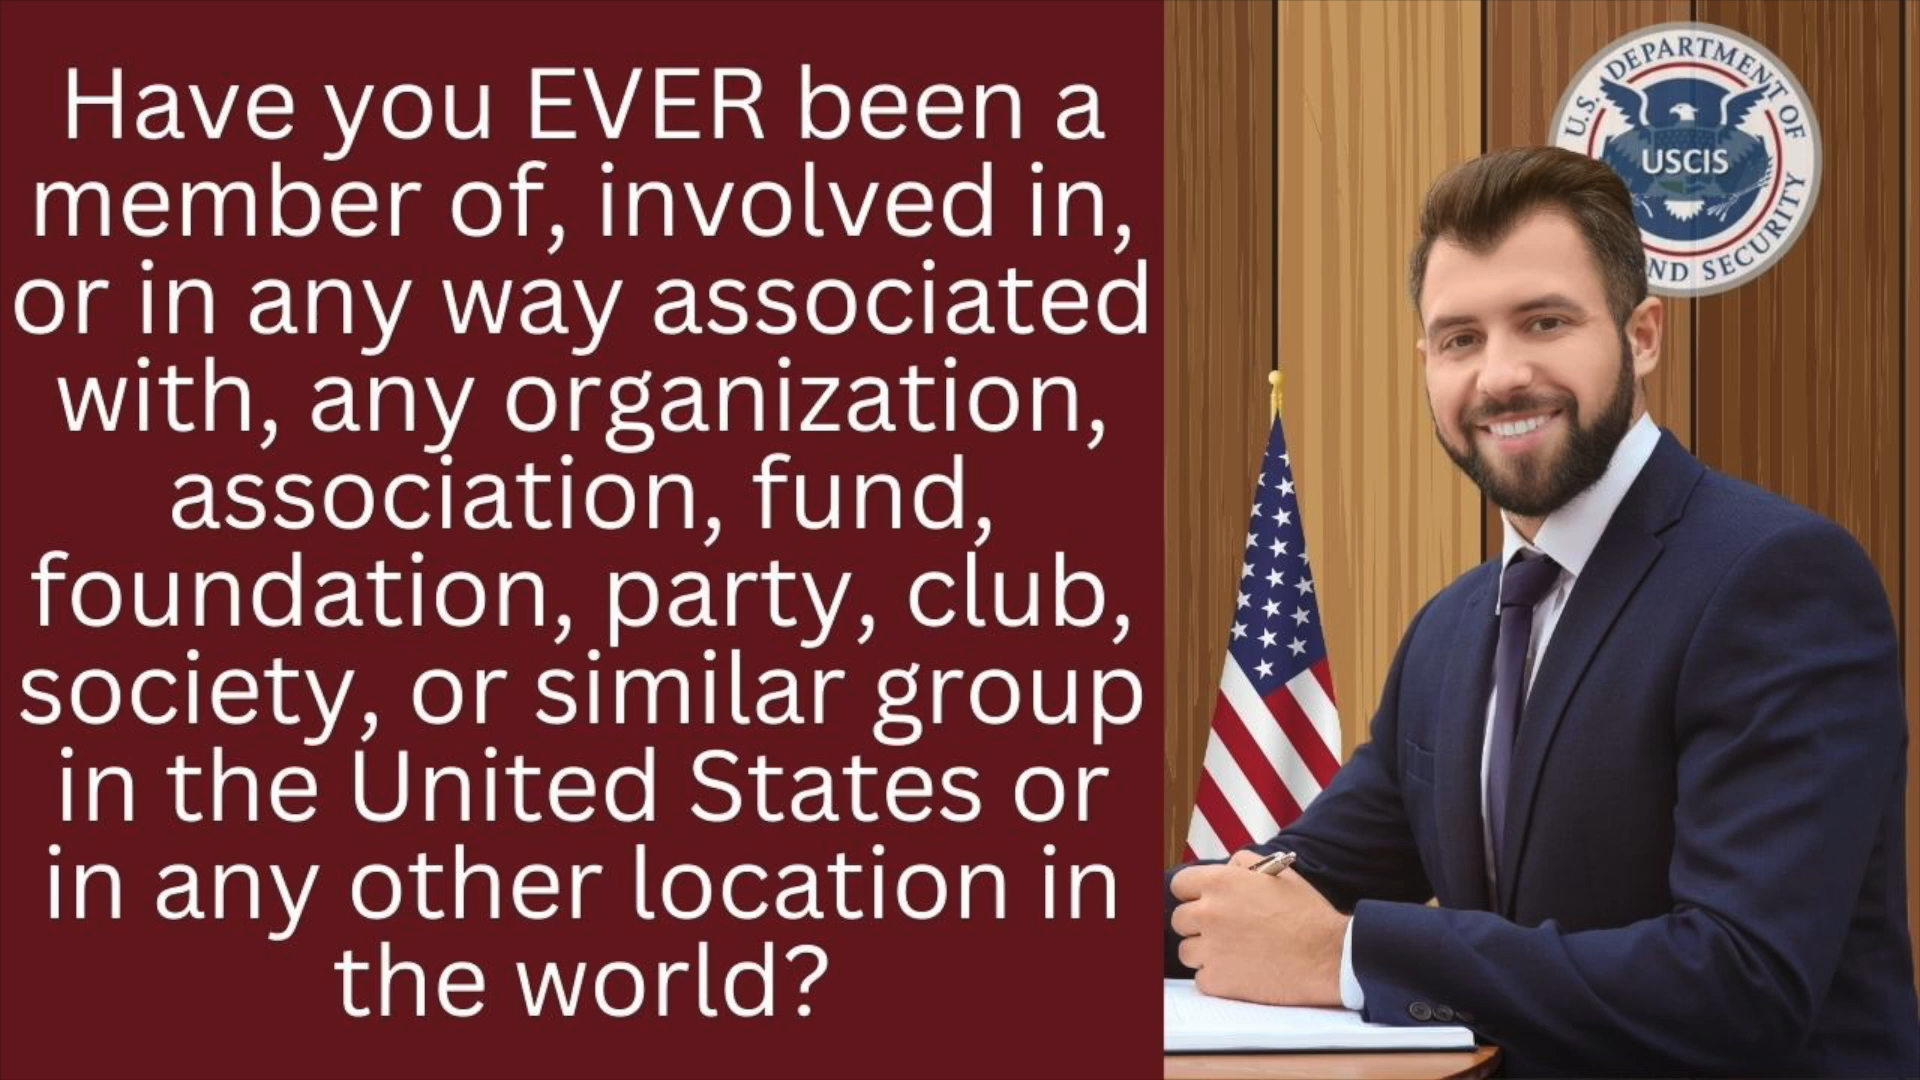 Have you EVER been a
member of, involved in,
or in any way associated
with, any organization,
association, fund,
foundation, party, club,
society, or similar group
in the United States or
in any other location in
the world?
U.S. DEPARTMENT OF
USCIS
ND SECURITY